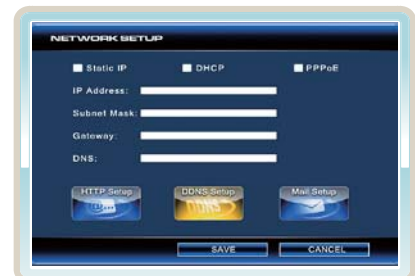 NETWORK SETUP
Static IP DHCP PPPoE
IP Address:
Subnet Mask:
Gateway:
DNS:
HTTP Setup DDNS Setup Mail Setup
DDNS
SAVE CANCEL